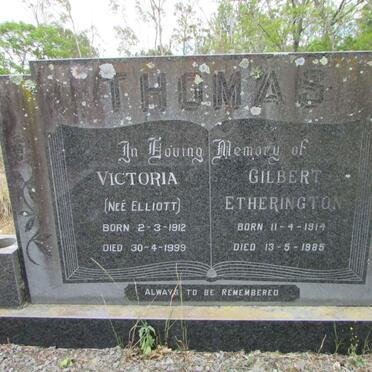 THOMAS
In Loving Memory of
VICTORIA
(NEÉ ELLIOTT)
BORN 2-3-1912
DIED 30-4-1999
GILBERT
ETHERINGTON
BORN 11-4-1914
DIED 13-5-1985
ALWAYS TO BE REMEMBERED